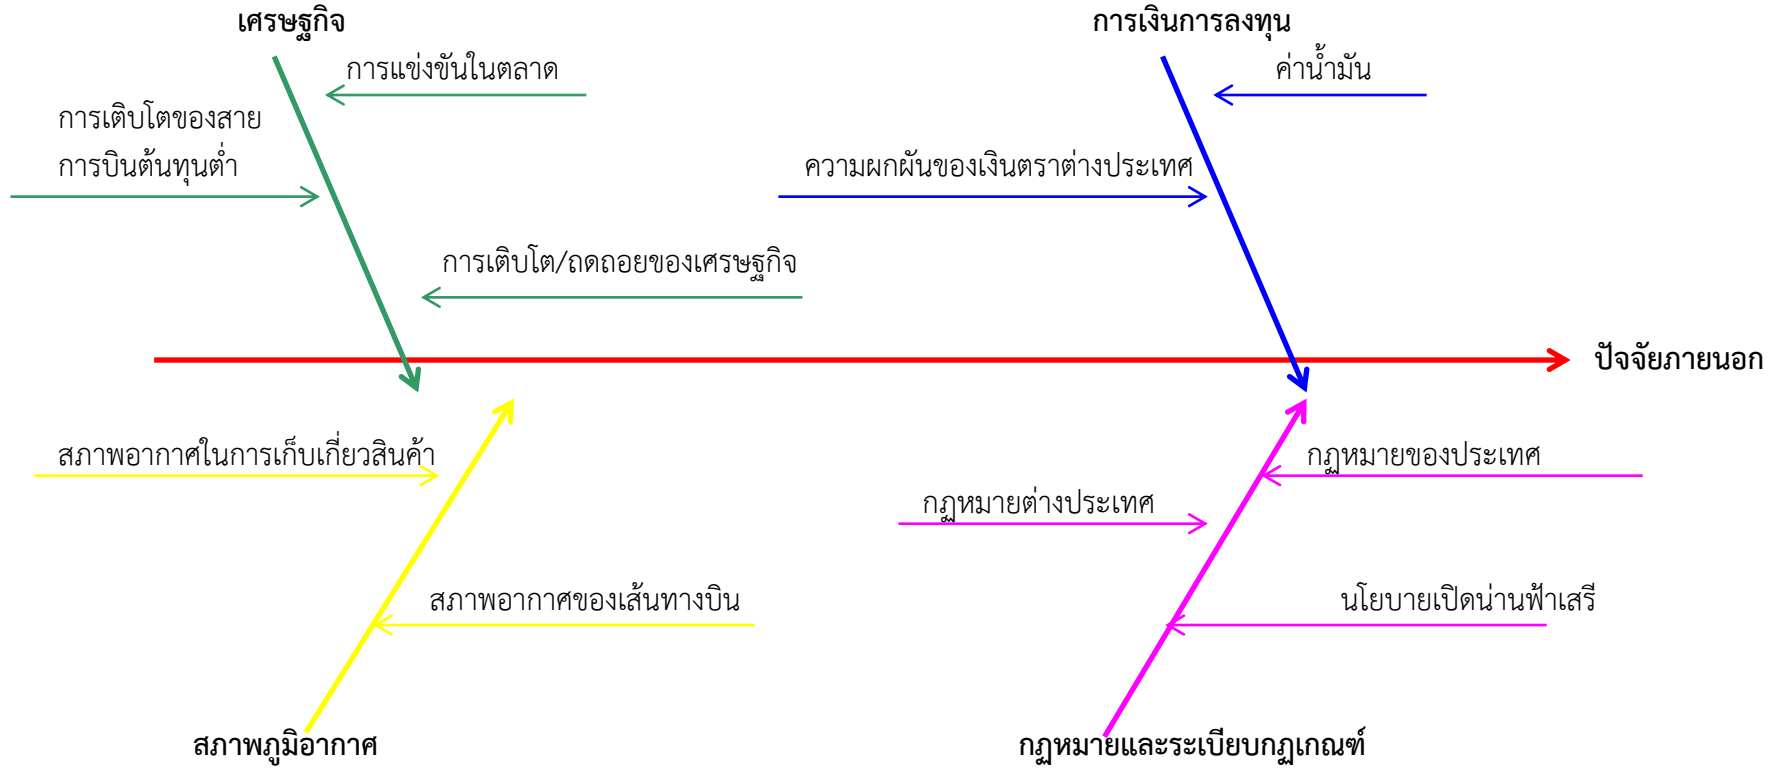 เศรษฐกิจ
การเงินการลงทุน
การแข่งขันในตลาด
ค่าน้ำมัน
การเติบโตของสาย
การบินต้นทุนต่ำ
ความผกผันของเงินตราต่างประเทศ
การเติบโต/ถดถอยของเศรษฐกิจ
ปัจจัยภายนอก
สภาพอากาศในการเก็บเกี่ยวสินค้า
กฏหมายของประเทศ
กฏหมายต่างประเทศ
สภาพอากาศของเส้นทางบิน
นโยบายเปิดน่านฟ้าเสรี
สภาพภูมิอากาศ
กฏหมายและระเบียบกฏเกณฑ์